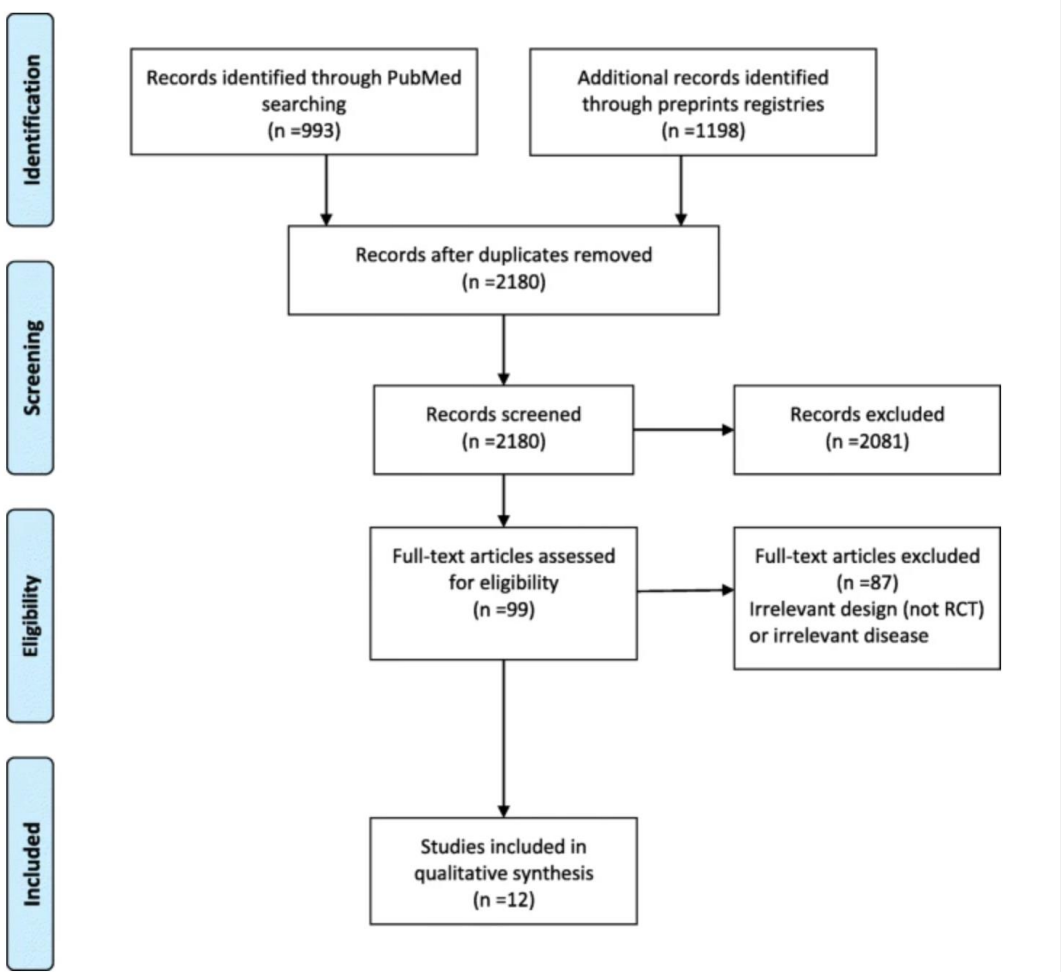 Identification
Records identified through PubMed
searching
(n =993)
Additional records identified
through preprints registries
(n =1198)
Records after duplicates removed
(n =2180)
Screening
Records screened
(n =2180)
Records excluded
(n =2081)
Eligibility
Full-text articles assessed
for eligibility
(n =99)
Full-text articles excluded
(n =87)
Irrelevant design (not RCT)
or irrelevant disease
Included
Studies included in
qualitative synthesis
(n =12)